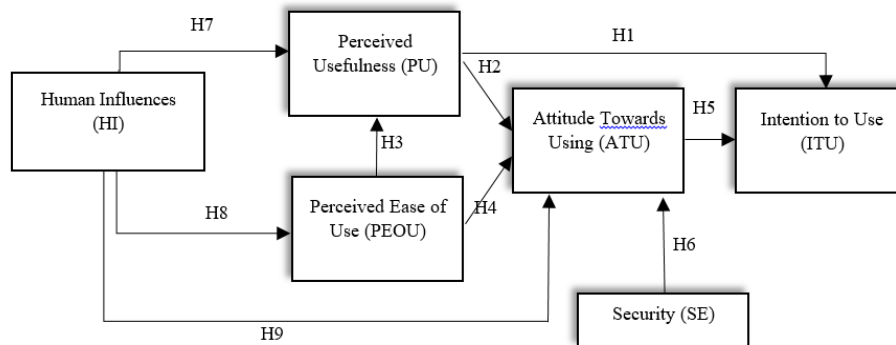 H7
Perceived
Usefulness (PU)
H1
H2
Human Influences
(HI)
Attitude Towards
Using (ATU)
H5
Intention to Use
(ITU)
H3
H8
Perceived Ease of
Use (PEOU)
H4
H6
Security (SE)
H9